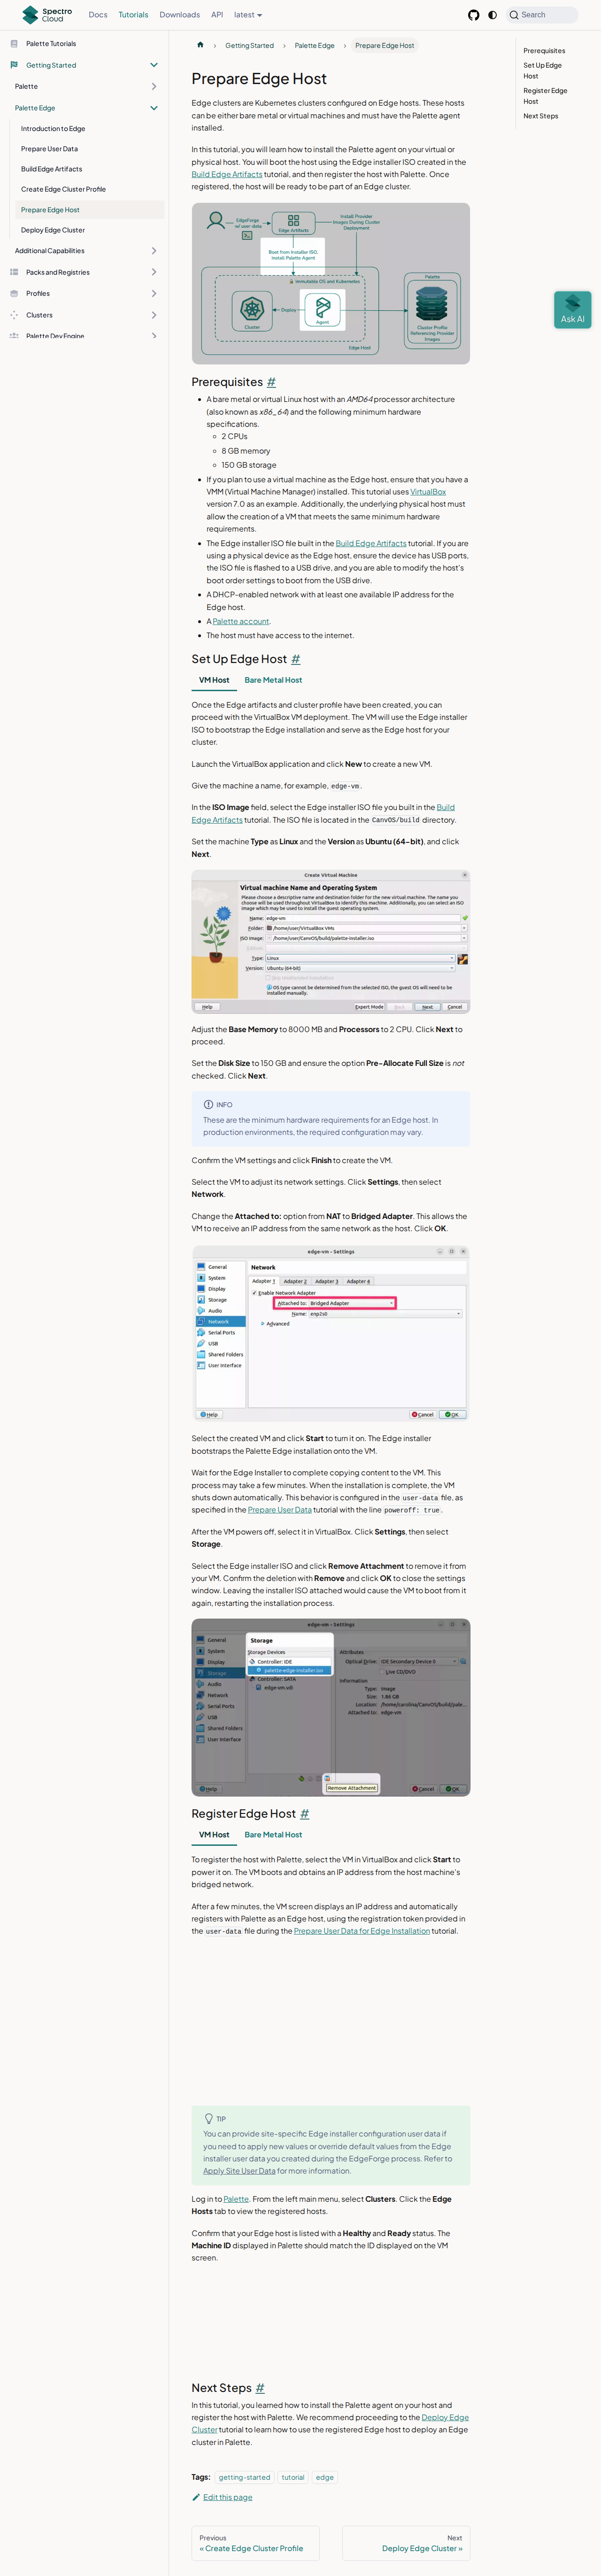 Spectro Cloud
Docs
Tutorials
Downloads
API
latest
Search
Palette Tutorials
Getting Started
Palette
Palette Edge
Introduction to Edge
Prepare User Data
Build Edge Artifacts
Create Edge Cluster Profile
Prepare Edge Host
Deploy Edge Cluster
Additional Capabilities
Packs and Registries
Profiles
Clusters
Palette Dev Engine
Getting Started > Palette Edge > Prepare Edge Host
Prepare Edge Host
Edge clusters are Kubernetes clusters configured on Edge hosts. These hosts
can be either bare metal or virtual machines and must have the Palette agent
installed.
In this tutorial, you will learn how to install the Palette agent on your virtual or
physical host. You will boot the host using the Edge installer ISO created in the
Build Edge Artifacts tutorial, and then register the host with Palette. Once
registered, the host will be ready to be part of an Edge cluster.
EdgeForge
w/ user data
Edge Artifacts
Install Provider
Images During Cluster
Deployment
Boot from Installer ISO,
Install Palette Agent
Immutable OS and Kubernetes
Cluster
Deploy
Agent
Edge Host
Palette
Cluster Profile
Referencing Provider
Images
Prerequisites #
• A bare metal or virtual Linux host with an AMD64 processor architecture
(also known as x86_64) and the following minimum hardware
specifications.
◦ 2 CPUs
◦ 8 GB memory
◦ 150 GB storage
• If you plan to use a virtual machine as the Edge host, ensure that you have a
VMM (Virtual Machine Manager) installed. This tutorial uses VirtualBox
version 7.0 as an example. Additionally, the underlying physical host must
allow the creation of a VM that meets the same minimum hardware
requirements.
• The Edge installer ISO file built in the Build Edge Artifacts tutorial. If you are
using a physical device as the Edge host, ensure the device has USB ports,
the ISO file is flashed to a USB drive, and you are able to modify the host's
boot order settings to boot from the USB drive.
• A DHCP-enabled network with at least one available IP address for the
Edge host.
• A Palette account.
• The host must have access to the internet.
Set Up Edge Host #
VM Host
Bare Metal Host
Once the Edge artifacts and cluster profile have been created, you can
proceed with the VirtualBox VM deployment. The VM will use the Edge installer
ISO to bootstrap the Edge installation and serve as the Edge host for your
cluster.
Launch the VirtualBox application and click New to create a new VM.
Give the machine a name, for example, edge-vm.
In the ISO Image field, select the Edge installer ISO file you built in the Build
Edge Artifacts tutorial. The ISO file is located in the CanvOS/build directory.
Set the machine Type as Linux and the Version as Ubuntu (64-bit), and click
Next.
Create Virtual Machine
Virtual machine Name and Operating System
Please choose a descriptive name and destination folder for the new virtual machine. The name you
choose will be used throughout VirtualBox to identify this machine. Additionally, you can select an ISO
image which may be used to install the guest operating system.
Name: edge-vm
Folder: /home/user/VirtualBox VMs
ISO Image: /home/user/CanvOS/build/palette-installer.iso
Type: Linux
Version: Ubuntu (64-bit)
OS type cannot be determined from the selected ISO, the guest OS will need to be
installed manually.
Help
Expert Mode
Back
Next
Cancel
Adjust the Base Memory to 8000 MB and Processors to 2 CPU. Click Next to
proceed.
Set the Disk Size to 150 GB and ensure the option Pre-Allocate Full Size is not
checked. Click Next.
INFO
These are the minimum hardware requirements for an Edge host. In
production environments, the required configuration may vary.
Confirm the VM settings and click Finish to create the VM.
Select the VM to adjust its network settings. Click Settings, then select
Network.
Change the Attached to: option from NAT to Bridged Adapter. This allows the
VM to receive an IP address from the same network as the host. Click OK.
edge-vm - Settings
General
System
Display
Storage
Audio
Network
Serial Ports
USB
Shared Folders
User Interface
Network
Adapter 1
Adapter 2
Adapter 3
Adapter 4
Enable Network Adapter
Attached to: Bridged Adapter
Name: enp2s0
Advanced
Help
Cancel
OK
Select the created VM and click Start to turn it on. The Edge installer
bootstraps the Palette Edge installation onto the VM.
Wait for the Edge Installer to complete copying content to the VM. This
process may take a few minutes. When the installation is complete, the VM
shuts down automatically. This behavior is configured in the user-data file, as
specified in the Prepare User Data tutorial with the line poweroff: true.
After the VM powers off, select it in VirtualBox. Click Settings, then select
Storage.
Select the Edge installer ISO and click Remove Attachment to remove it from
your VM. Confirm the deletion with Remove and click OK to close the settings
window. Leaving the installer ISO attached would cause the VM to boot from it
again, restarting the installation process.
edge-vm - Settings
General
System
Display
Storage
Audio
Network
Serial Ports
USB
Shared Folders
User Interface
Storage
Storage Devices
Controller: IDE
palette-edge-installer.iso
Controller: SATA
edge-vm.vdi
Attributes
Optical Drive: IDE Secondary Device 0
Live CD/DVD
Information
Type: Image
Size: 1.86 GB
Location: /home/carolina/CanvOS/build/pale...
Attached to: edge-vm
Remove Attachment
Help
Cancel
OK
Register Edge Host #
VM Host
Bare Metal Host
To register the host with Palette, select the VM in VirtualBox and click Start to
power it on. The VM boots and obtains an IP address from the host machine's
bridged network.
After a few minutes, the VM screen displays an IP address and automatically
registers with Palette as an Edge host, using the registration token provided in
the user-data file during the Prepare User Data for Edge Installation tutorial.
TIP
You can provide site-specific Edge installer configuration user data if
you need to apply new values or override default values from the Edge
installer user data you created during the EdgeForge process. Refer to
Apply Site User Data for more information.
Log in to Palette. From the left main menu, select Clusters. Click the Edge
Hosts tab to view the registered hosts.
Confirm that your Edge host is listed with a Healthy and Ready status. The
Machine ID displayed in Palette should match the ID displayed on the VM
screen.
Next Steps #
In this tutorial, you learned how to install the Palette agent on your host and
register the host with Palette. We recommend proceeding to the Deploy Edge
Cluster tutorial to learn how to use the registered Edge host to deploy an Edge
cluster in Palette.
Tags: getting-started tutorial edge
Edit this page
Previous
« Create Edge Cluster Profile
Next
Deploy Edge Cluster »
Prerequisites
Set Up Edge
Host
Register Edge
Host
Next Steps
Ask AI